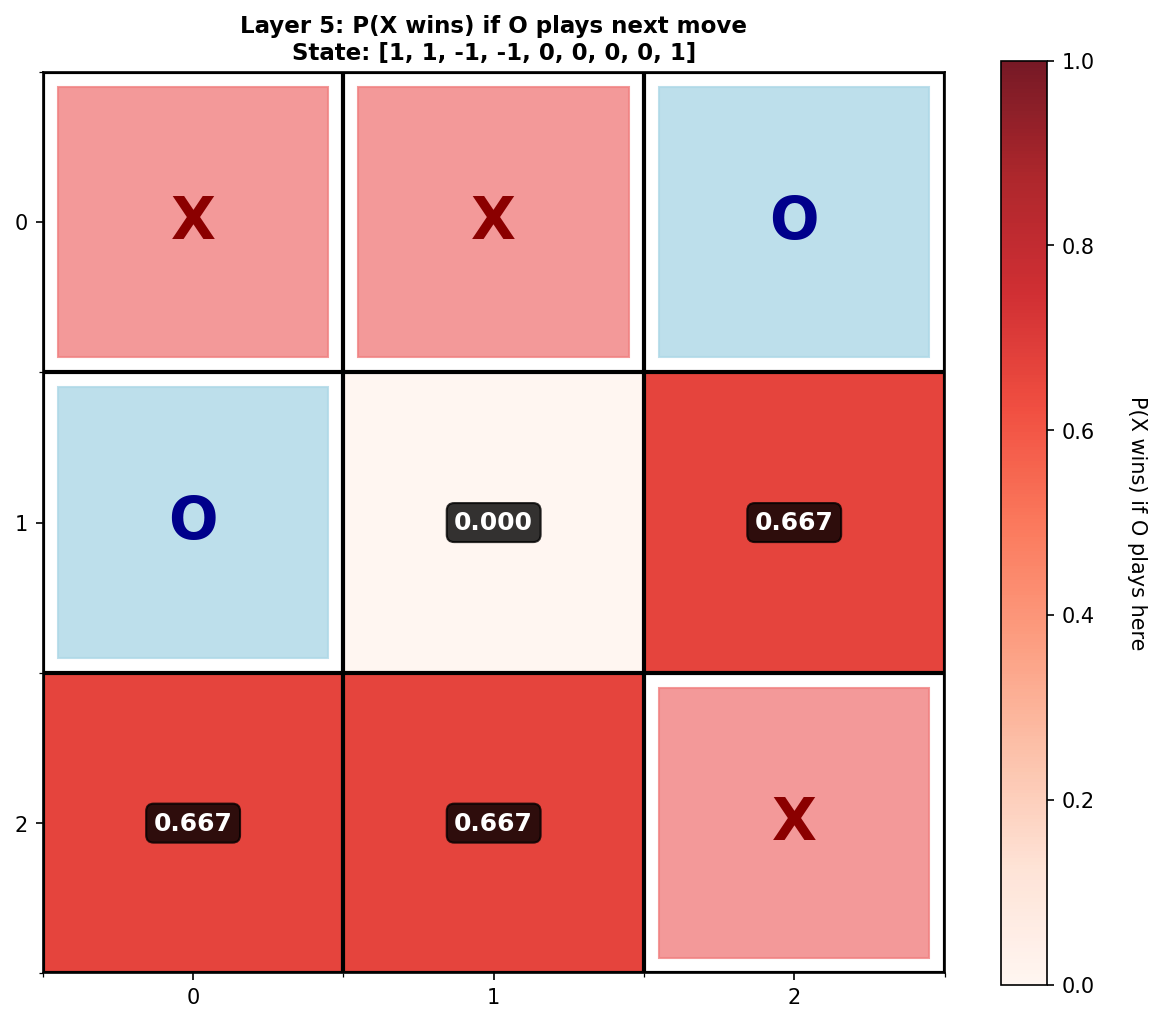 Layer 5: P(X wins) if O plays next move
State: [1, 1, -1, -1, 0, 0, 0, 0, 1]
X
X
O
0
O
0.000
0.667
1
0.667
0.667
X
2
0
1
2
1.0
0.8
0.6
0.4
0.2
0.0
P(X wins) if O plays here